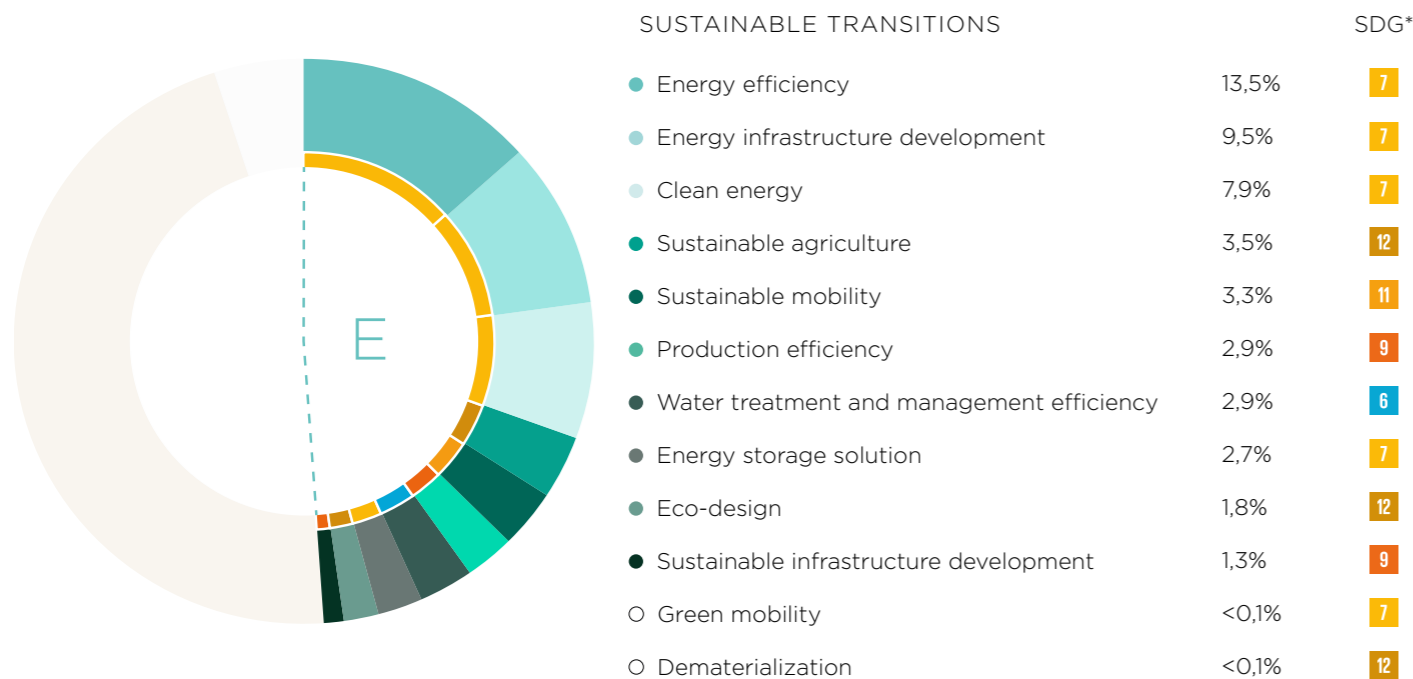 SUSTAINABLE TRANSITIONS SDG*
Energy efficiency 13,5% 7
Energy infrastructure development 9,5% 7
Clean energy 7,9% 7
Sustainable agriculture 3,5% 12
Sustainable mobility 3,3% 11
Production efficiency 2,9% 9
Water treatment and management efficiency 2,9% 6
Energy storage solution 2,7% 7
Eco-design 1,8% 12
Sustainable infrastructure development 1,3% 9
Green mobility <0,1% 7
Dematerialization <0,1% 12
E